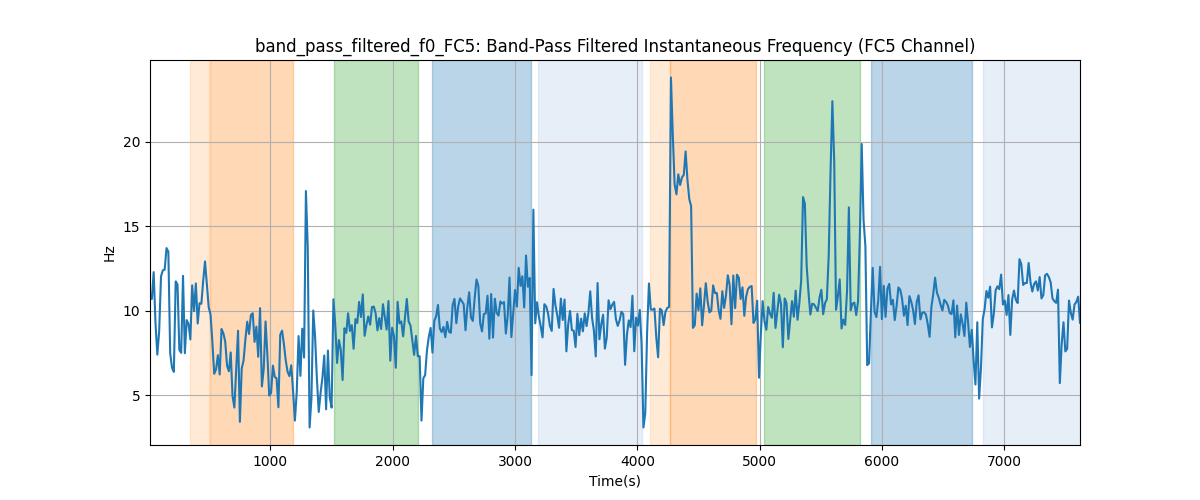 band_pass_filtered_f0_FC5: Band-Pass Filtered Instantaneous Frequency (FC5 Channel)
20
15
10
5
Hz
1000 2000 3000 4000 5000 6000 7000
Time(s)